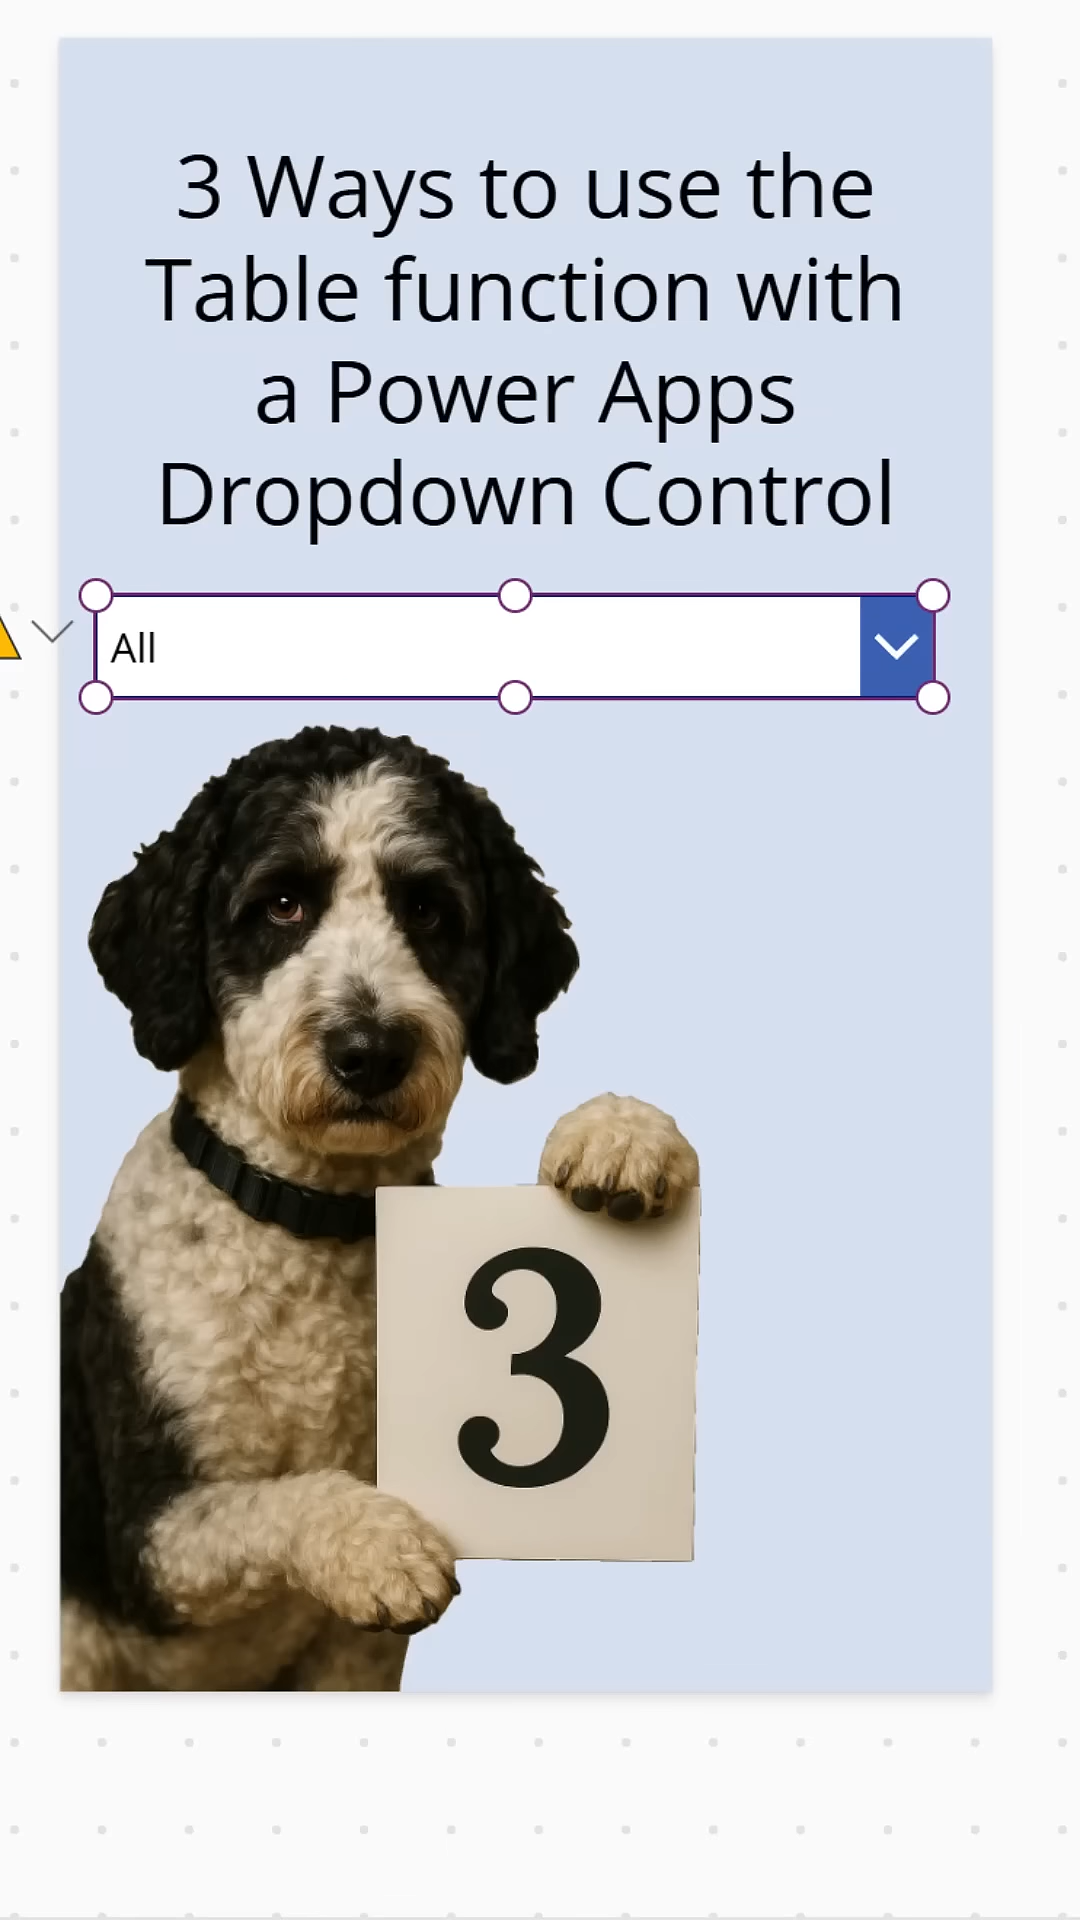 3 Ways to use the
Table function with
a Power Apps
Dropdown Control
All
3